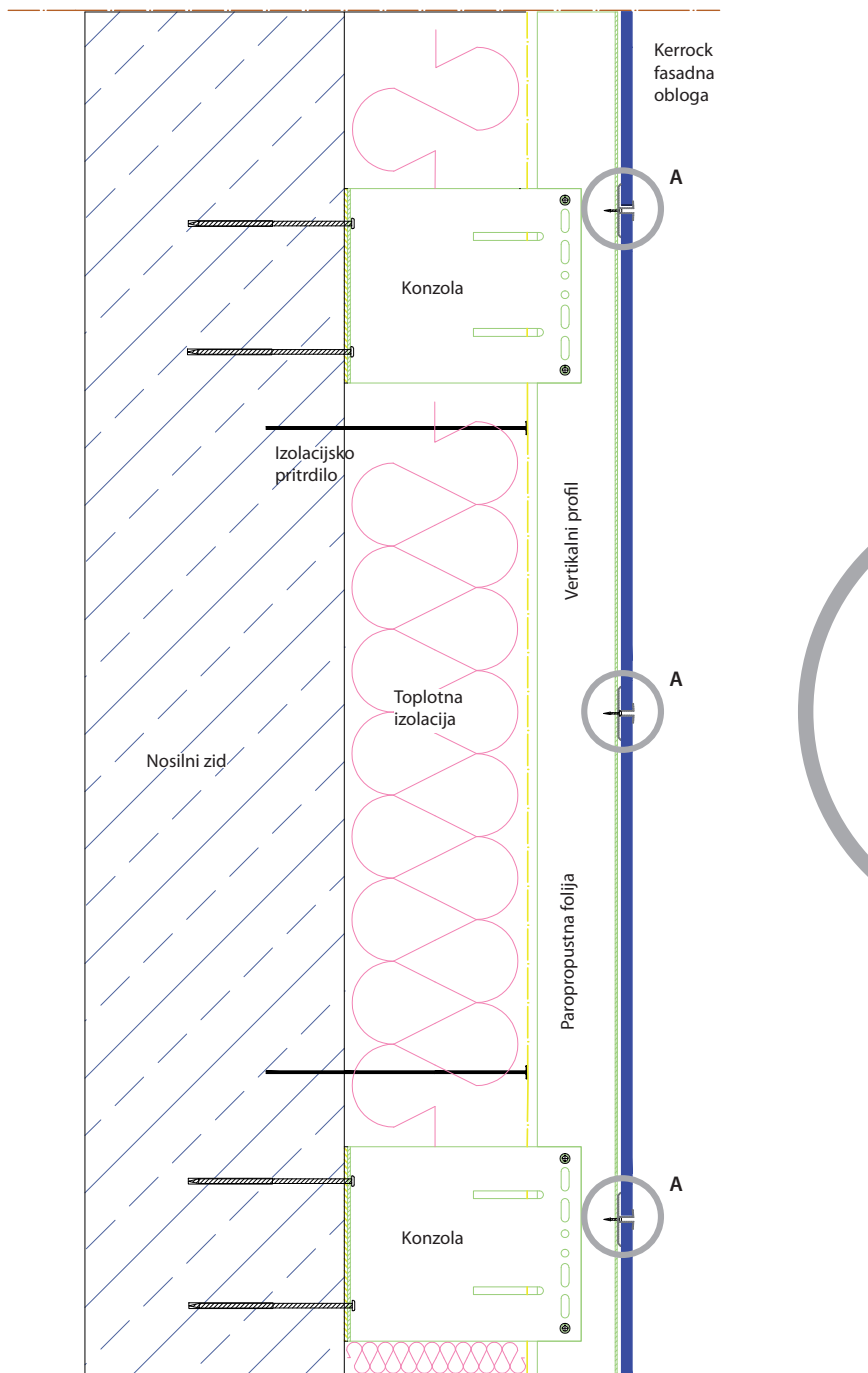 Kerrock
fasadna
obloga
A
Konzola
Izolacijsko
pritrdilo
Vertikalni profil
A
Toplotna
izolacija
Nosilni zid
Paropropustna folija
A
Konzola